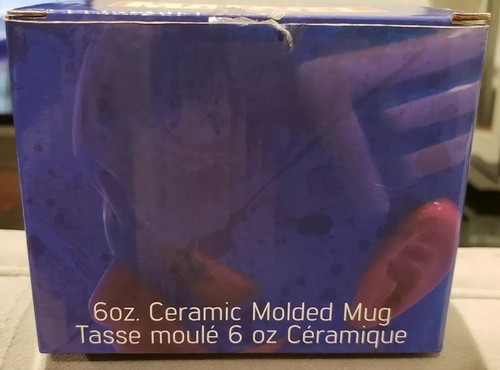 6oz. Ceramic Molded Mug
Tasse moulé 6 oz Céramique